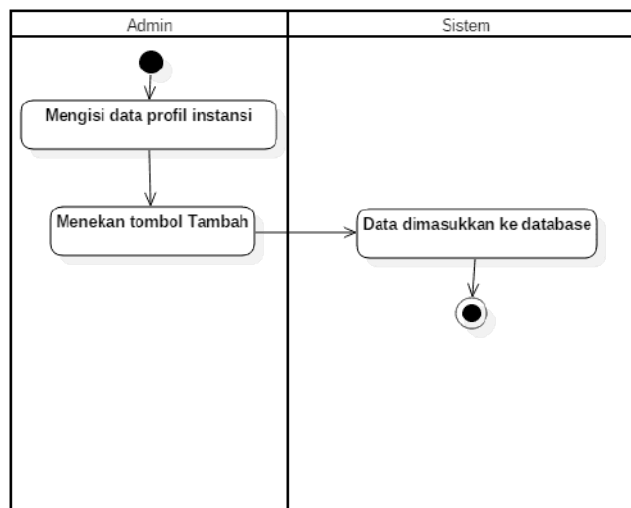 Admin
Sistem
Mengisi data profil instansi
Menekan tombol Tambah
Data dimasukkan ke database